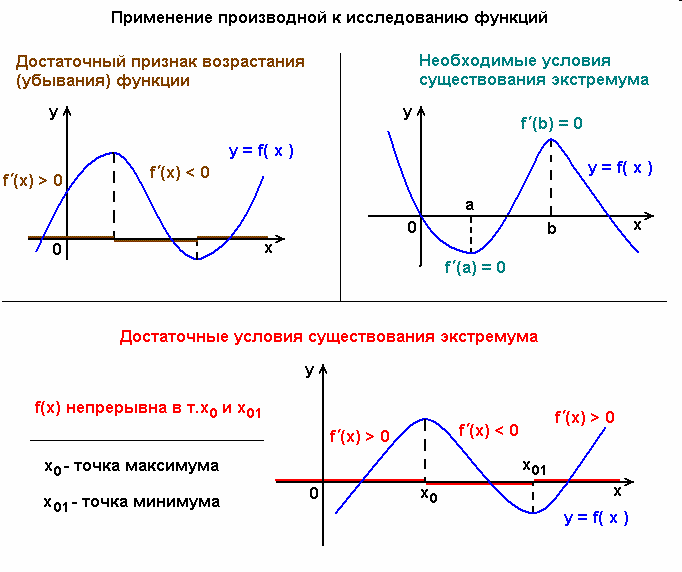 Применение производной к исследованию функций
Достаточный признак возрастания
(убывания) функции
y
y = f( x )
f´(x) > 0
f´(x) < 0
0
x
Необходимые условия
существования экстремума
y
f´(b) = 0
y = f( x )
a
0
b
x
f´(a) = 0
Достаточные условия существования экстремума
f(x) непрерывна в т.x0 и x01
x0 - точка максимума
x01 - точка минимума
y
f´(x) > 0
f´(x) < 0
f´(x) > 0
x01
0
x0
x
y = f( x )